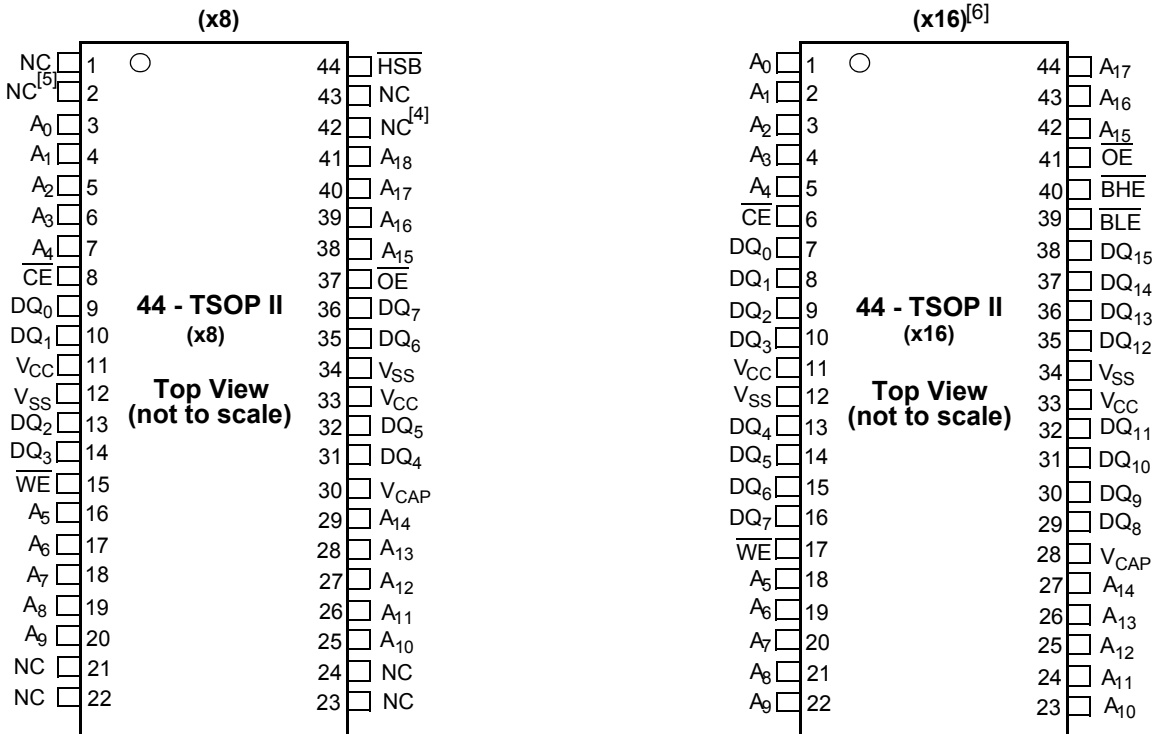 (x8)
NC 1 44 HSB
NC[5] 2 43 NC
A0 3 42 NC[4]
A1 4 41 A18
A2 5 40 A17
A3 6 39 A16
A4 7 38 A15
CE 8 37 OE
DQ0 9 36 DQ7
DQ1 10 35 DQ6
VCC 11 34 VSS
VSS 12 33 VCC
DQ2 13 32 DQ5
DQ3 14 31 DQ4
WE 15 30 VCAP
A5 16 29 A14
A6 17 28 A13
A7 18 27 A12
A8 19 26 A11
A9 20 25 A10
NC 21 24 NC
NC 22 23 NC
44 - TSOP II
(x8)
Top View
(not to scale)
(x16)[6]
A0 1 44 A17
A1 2 43 A16
A2 3 42 A15
A3 4 41 OE
A4 5 40 BHE
CE 6 39 BLE
DQ0 7 38 DQ15
DQ1 8 37 DQ14
DQ2 9 36 DQ13
DQ3 10 35 DQ12
VCC 11 34 VSS
VSS 12 33 VCC
DQ4 13 32 DQ11
DQ5 14 31 DQ10
DQ6 15 30 DQ9
DQ7 16 29 DQ8
WE 17 28 VCAP
A5 18 27 A14
A6 19 26 A13
A7 20 25 A12
A8 21 24 A11
A9 22 23 A10
44 - TSOP II
(x16)
Top View
(not to scale)